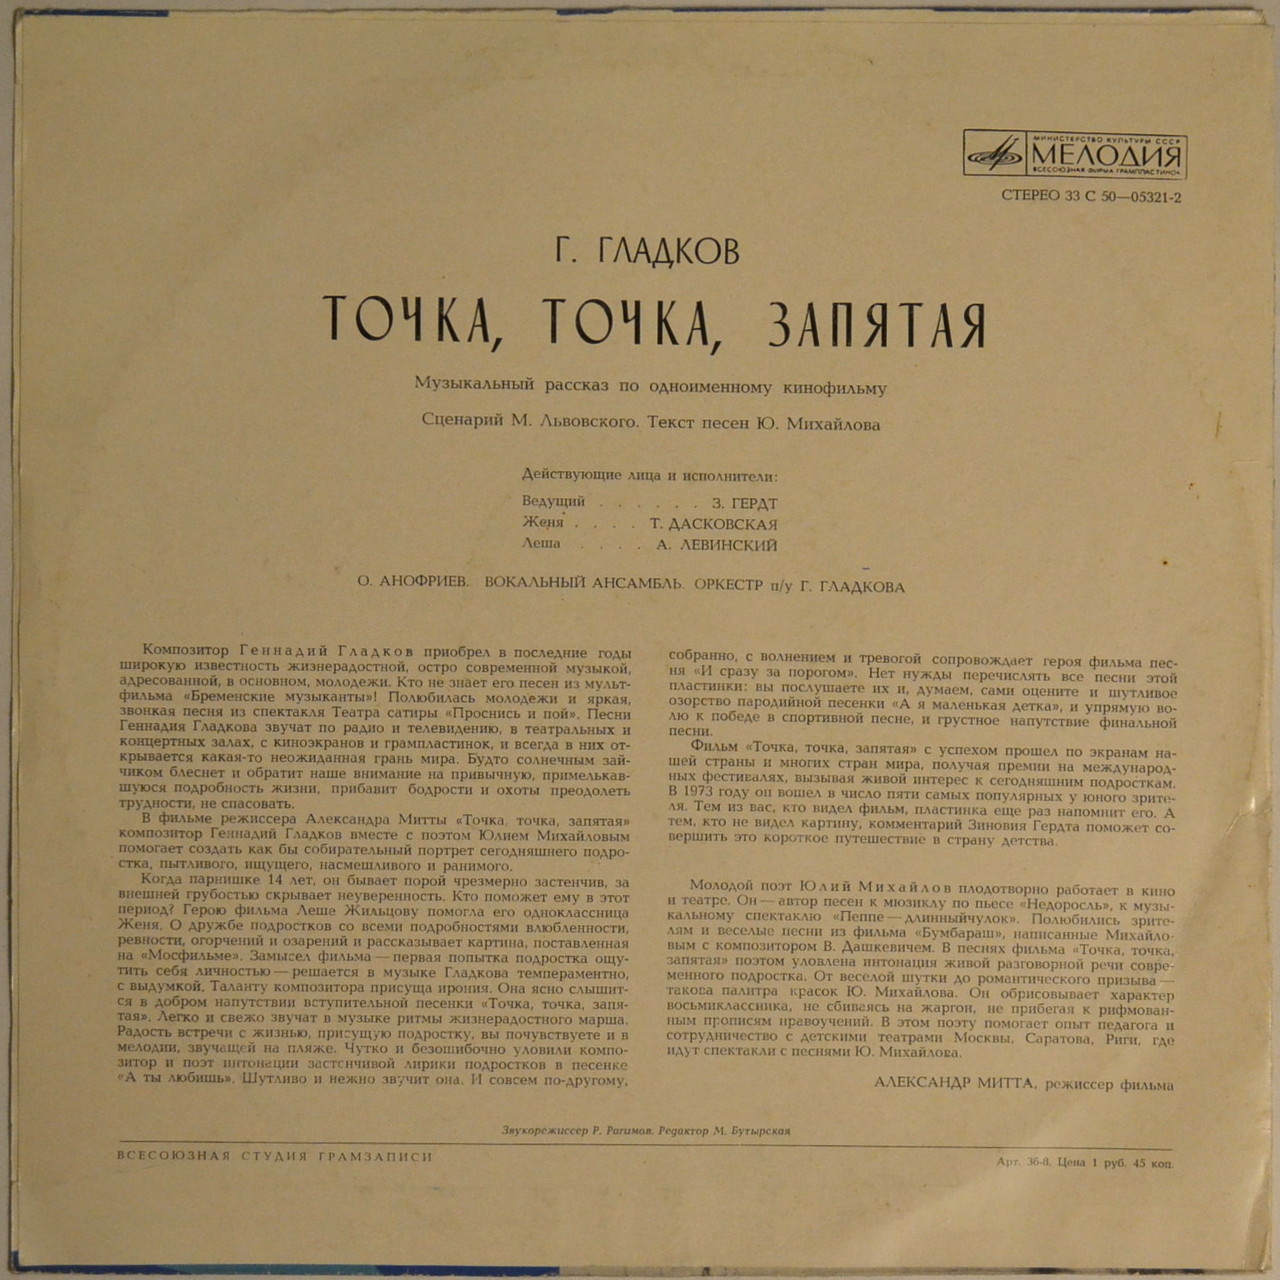 МИНИСТЕРСТВО КУЛЬТУРЫ СССР
МЕЛОДИЯ
ВСЕСОЮЗНАЯ ФИРМА ГРАМПЛАСТИНОК
СТЕРЕО 33 С 50—05321-2
Г. ГЛАДКОВ
ТОЧКА, ТОЧКА, ЗАПЯТАЯ
Музыкальный рассказ по одноименному кинофильму
Сценарий М. Львовского. Текст песен Ю. Михайлова
Действующие лица и исполнители:
Ведущий . . . . . . З. ГЕРДТ
Женя . . . . Т. ДАСКОВСКАЯ
Леша . . . . А. ЛЕВИНСКИЙ
О. АНОФРИЕВ. ВОКАЛЬНЫЙ АНСАМБЛЬ. ОРКЕСТР п/у Г. ГЛАДКОВА
Композитор Геннадий Гладков приобрел в последние годы
широкую известность жизнерадостной, остро современной музыкой,
адресованной, в основном, молодежи. Кто не знает его песен из мульт-
фильма «Бременские музыканты»! Полюбилась молодежи и яркая,
звонкая песня из спектакля Театра сатиры «Проснись и пой». Песни
Геннадия Гладкова звучат по радио и телевидению, в театральных и
концертных залах, с киноэкранов и грампластинок, и всегда в них от-
крывается какая-то неожиданная грань мира. Будто солнечным зай-
чиком блеснет и обратит наше внимание на привычную, примелькав-
шуюся подробность жизни, прибавит бодрости и охоты преодолеть
трудности, не спасовать.
В фильме режиссера Александра Митты «Точка, точка, запятая»
композитор Геннадий Гладков вместе с поэтом Юлием Михайловым
помогает создать как бы собирательный портрет сегодняшнего подро-
стка, пытливого, ищущего, насмешливого и ранимого.
Когда парнишке 14 лет, он бывает порой чрезмерно застенчив, за
внешней грубостью скрывает неуверенность. Кто поможет ему в этот
период? Герою фильма Леше Жильцову помогла его одноклассница
Женя. О дружбе подростков со всеми подробностями влюбленности,
ревности, огорчений и озарений и рассказывает картина, поставленная
на «Мосфильме». Замысел фильма — первая попытка подростка ощу-
тить себя личностью — решается в музыке Гладкова темпераментно,
с выдумкой. Таланту композитора присуща ирония. Она ясно слышит-
ся в добром напутствии вступительной песенки «Точка, точка, запя-
тая». Легко и свежо звучат в музыке ритмы жизнерадостного марша.
Радость встречи с жизнью, присущую подростку, вы почувствуете и в
мелодии, звучащей на пляже. Чутко и безошибочно уловили компо-
зитор и поэт интонации застенчивой лирики подростков в песенке
«А ты любишь». Шутливо и нежно звучит она. И совсем по-другому,
собранно, с волнением и тревогой сопровождает героя фильма пес-
ня «И сразу за порогом». Нет нужды перечислять все песни этой
пластинки: вы послушаете их и, думаем, сами оцените и шутливое
озорство пародийной песенки «А я маленькая детка», и упрямую во-
лю к победе в спортивной песне, и грустное напутствие финальной
песни.
Фильм «Точка, точка, запятая» с успехом прошел по экранам на-
шей страны и многих стран мира, получая премии на международ-
ных фестивалях, вызывая живой интерес к сегодняшним подросткам.
В 1973 году он вошел в число пяти самых популярных у юного зрите-
ля. Тем из вас, кто видел фильм, пластинка еще раз напомнит его. А
тем, кто не видел картину, комментарий Зиновия Гердта поможет со-
вершить это короткое путешествие в страну детства.
Молодой поэт Юлий Михайлов плодотворно работает в кино
и театре. Он — автор песен к мюзиклу по пьесе «Недоросль», к музы-
кальному спектаклю «Пеппе — длинныйчулок». Полюбились зрите-
лям и веселые песни из фильма «Бумбараш», написанные Михайло-
вым с композитором В. Дашкевичем. В песнях фильма «Точка, точка,
запятая» поэтом уловлена интонация живой разговорной речи совре-
менного подростка. От веселой шутки до романтического призыва —
такова палитра красок Ю. Михайлова. Он обрисовывает характер
восьмиклассника, не сбиваясь на жаргон, не прибегая к рифмован-
ным прописям нравоучений. В этом поэту помогает опыт педагога и
сотрудничество с детскими театрами Москвы, Саратова, Риги, где
идут спектакли с песнями Ю. Михайлова.
АЛЕКСАНДР МИТТА, режиссер фильма
Звукорежиссер Р. Рагимов. Редактор М. Бутырская
ВСЕСОЮЗНАЯ СТУДИЯ ГРАМЗАПИСИ
Арт. 36-8. Цена 1 руб. 45 коп.